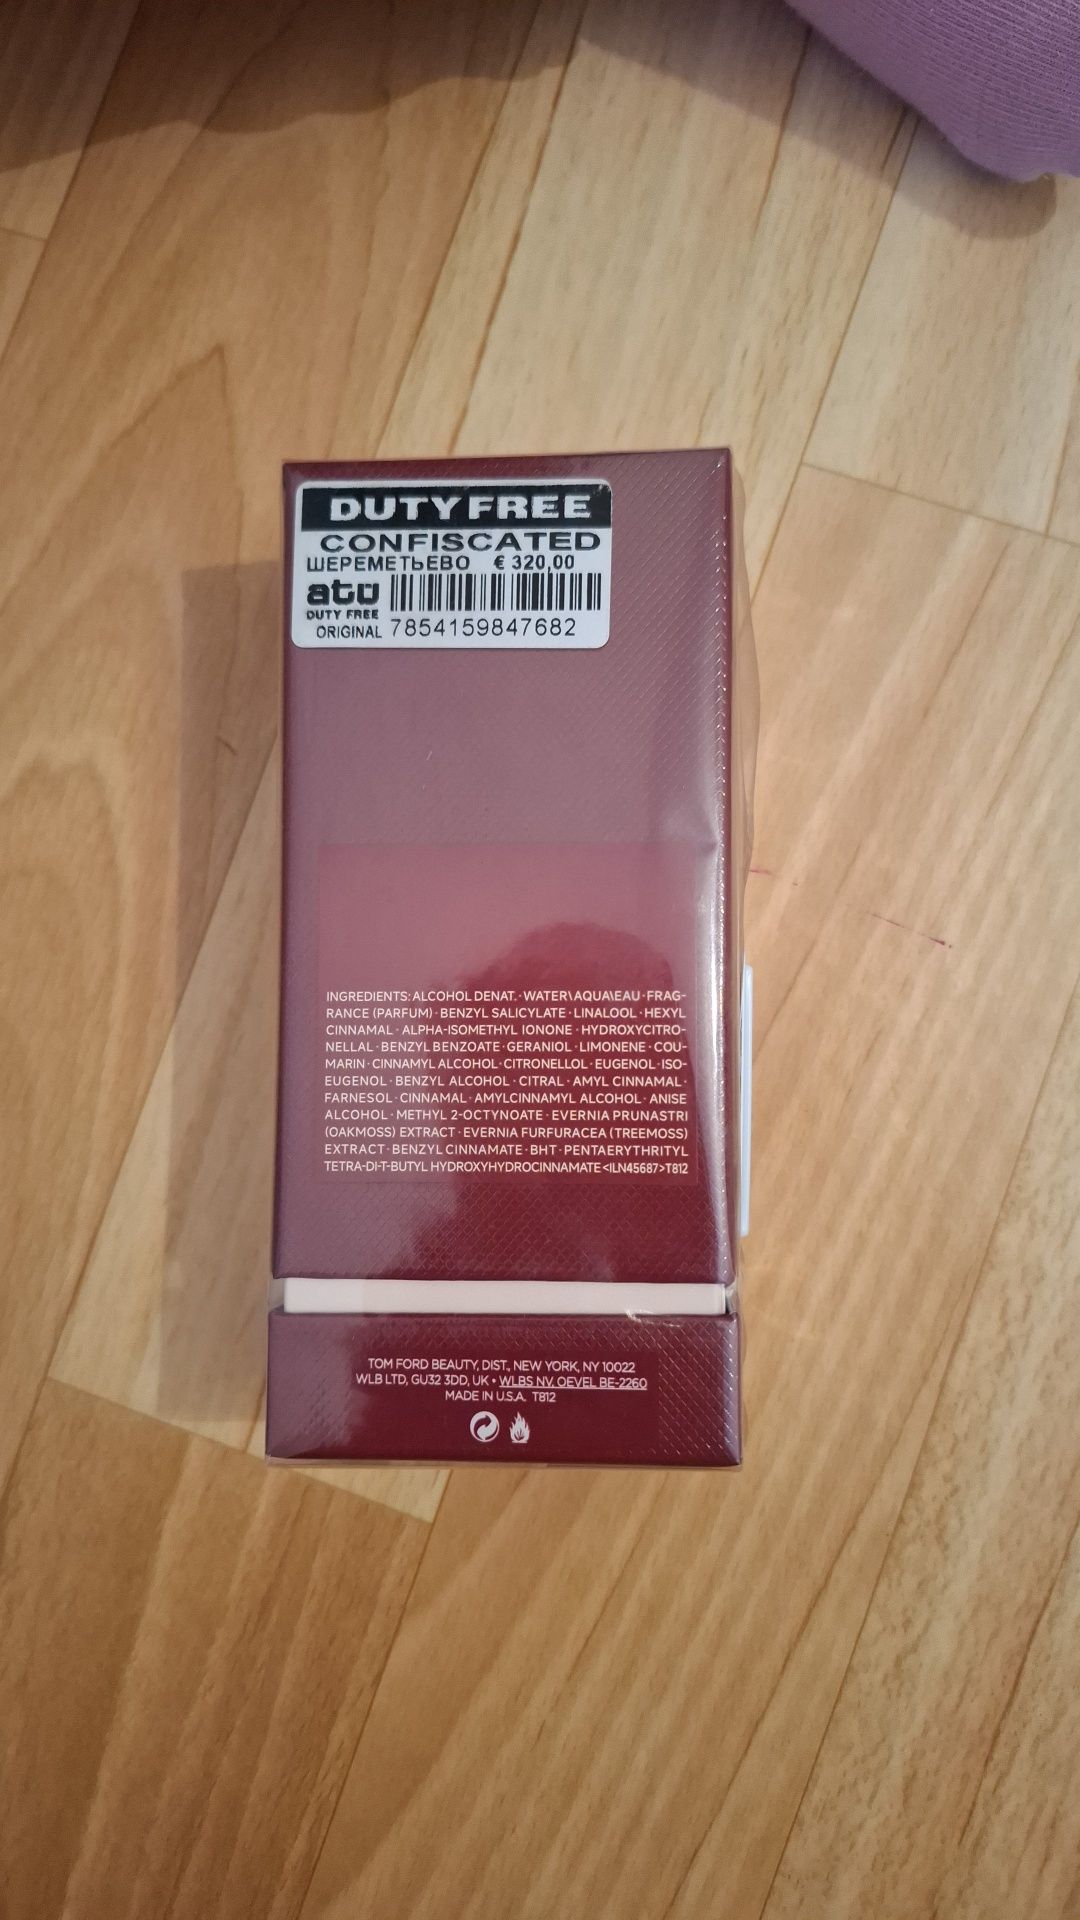 DUTY FREE
CONFISCATED
ШЕРЕМЕТЬЕВО € 320,00
atü
DUTY FREE
ORIGINAL 7854159847682
INGREDIENTS: ALCOHOL DENAT. · WATER\AQUA\EAU · FRAG-
RANCE (PARFUM) · BENZYL SALICYLATE · LINALOOL · HEXYL
CINNAMAL · ALPHA-ISOMETHYL IONONE · HYDROXYCITRO-
NELLAL · BENZYL BENZOATE · GERANIOL · LIMONENE · COU-
MARIN · CINNAMYL ALCOHOL · CITRONELLOL · EUGENOL · ISO-
EUGENOL · BENZYL ALCOHOL · CITRAL · AMYL CINNAMAL ·
FARNESOL · CINNAMAL · AMYLCINNAMYL ALCOHOL · ANISE
ALCOHOL · METHYL 2-OCTYNOATE · EVERNIA PRUNASTRI
(OAKMOSS) EXTRACT · EVERNIA FURFURACEA (TREEMOSS)
EXTRACT · BENZYL CINNAMATE · BHT · PENTAERYTHRITYL
TETRA-DI-T-BUTYL HYDROXYHYDROCINNAMATE <ILN45687> T812
TOM FORD BEAUTY, DIST., NEW YORK, NY 10022
WLB LTD, GU32 3DD, UK • WLBS NV. OEVEL BE-2260
MADE IN U.S.A. T812